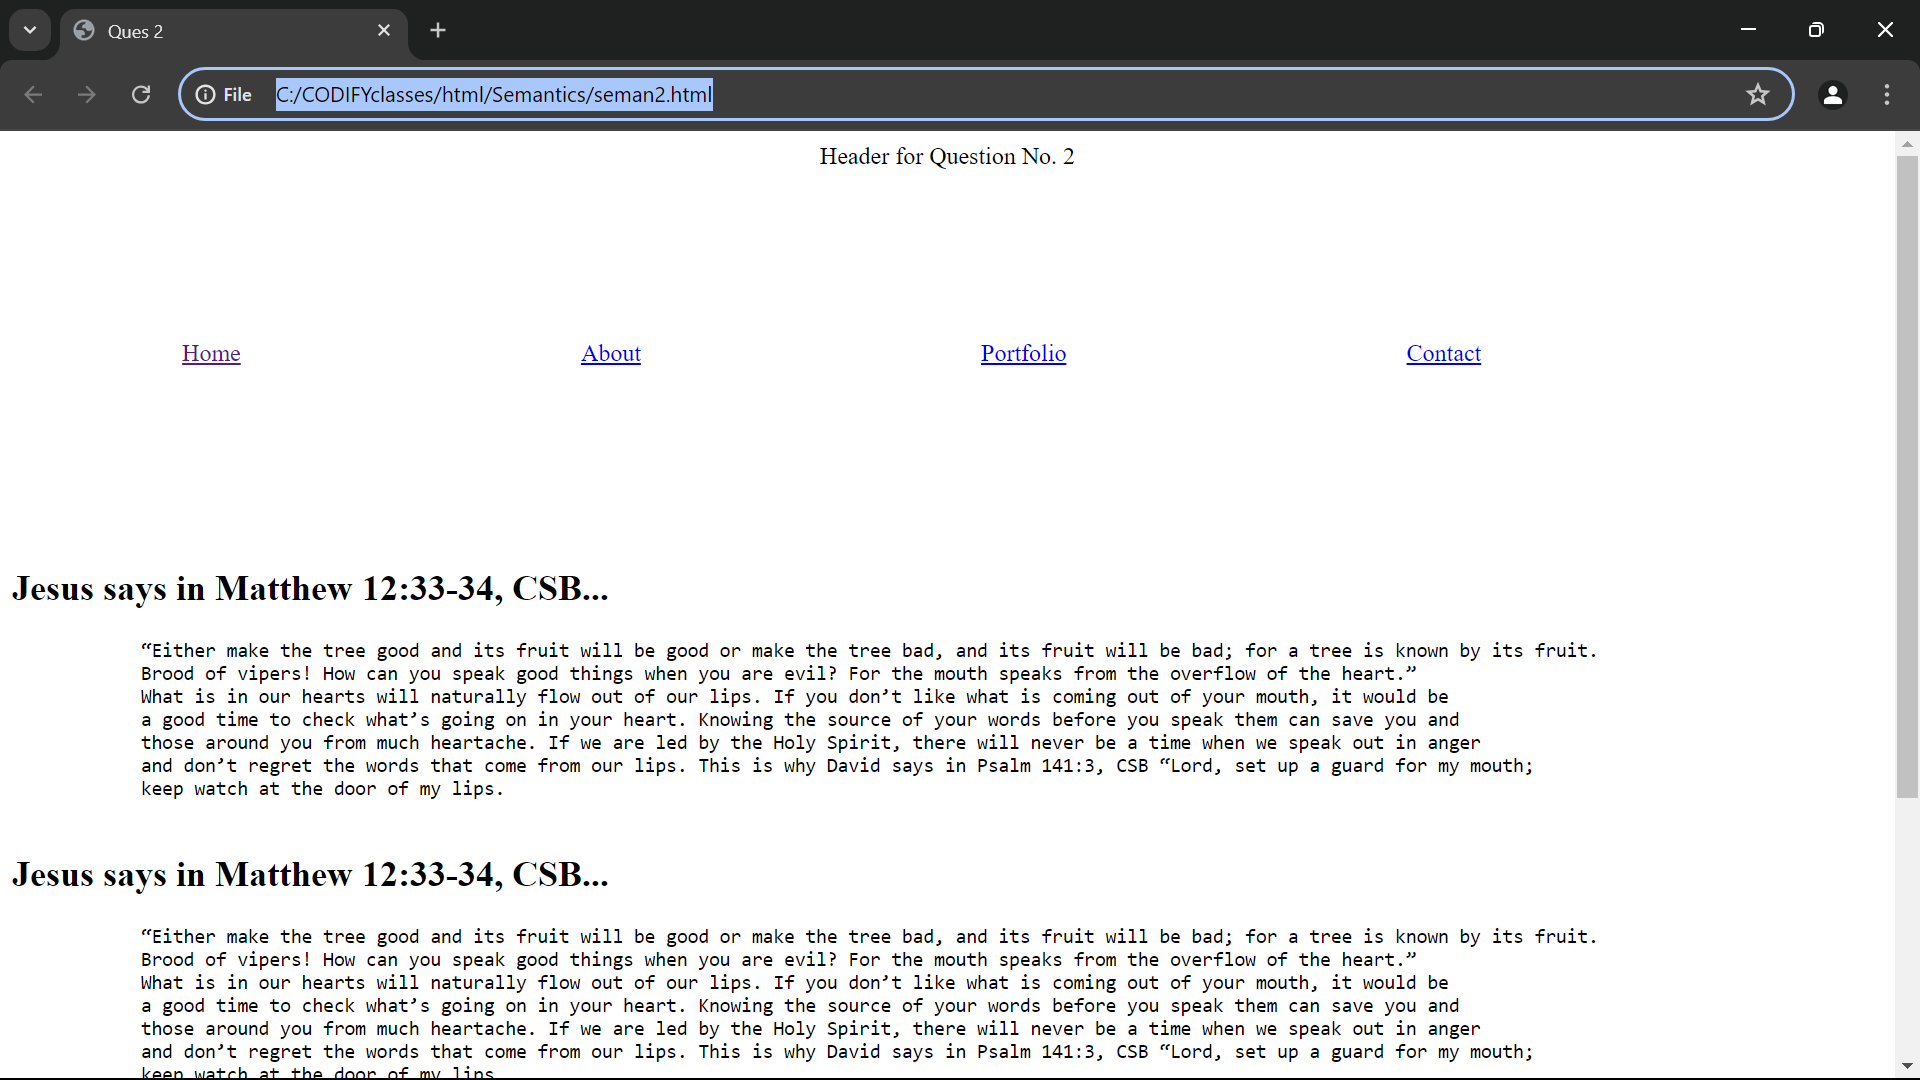 Ques 2
File C:/CODIFYclasses/html/Semantics/seman2.html
Header for Question No. 2
Home About Portfolio Contact
Jesus says in Matthew 12:33-34, CSB...
“Either make the tree good and its fruit will be good or make the tree bad, and its fruit will be bad; for a tree is known by its fruit.
Brood of vipers! How can you speak good things when you are evil? For the mouth speaks from the overflow of the heart.”
What is in our hearts will naturally flow out of our lips. If you don’t like what is coming out of your mouth, it would be
a good time to check what’s going on in your heart. Knowing the source of your words before you speak them can save you and
those around you from much heartache. If we are led by the Holy Spirit, there will never be a time when we speak out in anger
and don’t regret the words that come from our lips. This is why David says in Psalm 141:3, CSB “Lord, set up a guard for my mouth;
keep watch at the door of my lips.
Jesus says in Matthew 12:33-34, CSB...
“Either make the tree good and its fruit will be good or make the tree bad, and its fruit will be bad; for a tree is known by its fruit.
Brood of vipers! How can you speak good things when you are evil? For the mouth speaks from the overflow of the heart.”
What is in our hearts will naturally flow out of our lips. If you don’t like what is coming out of your mouth, it would be
a good time to check what’s going on in your heart. Knowing the source of your words before you speak them can save you and
those around you from much heartache. If we are led by the Holy Spirit, there will never be a time when we speak out in anger
and don’t regret the words that come from our lips. This is why David says in Psalm 141:3, CSB “Lord, set up a guard for my mouth;
keep watch at the door of my lips